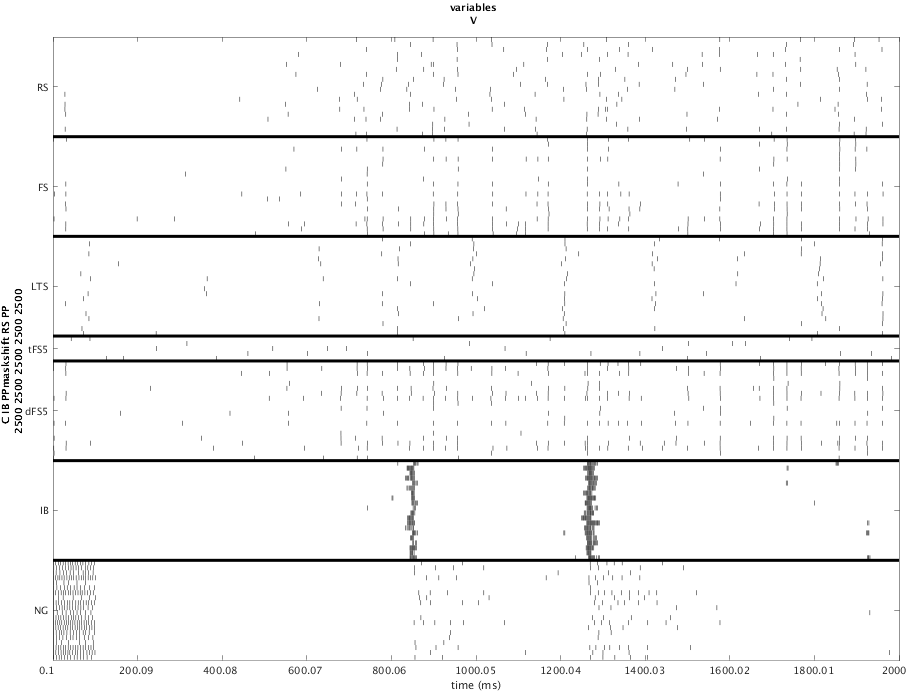 variables
V
RS
FS
LTS
tFS5
dFS5
IB
NG
C IB PPmaskshift RS PP
2500 2500 2500 2500
0.1 200.09 400.08 600.07 800.06 1000.05 1200.04 1400.03 1600.02 1800.01 2000
time (ms)